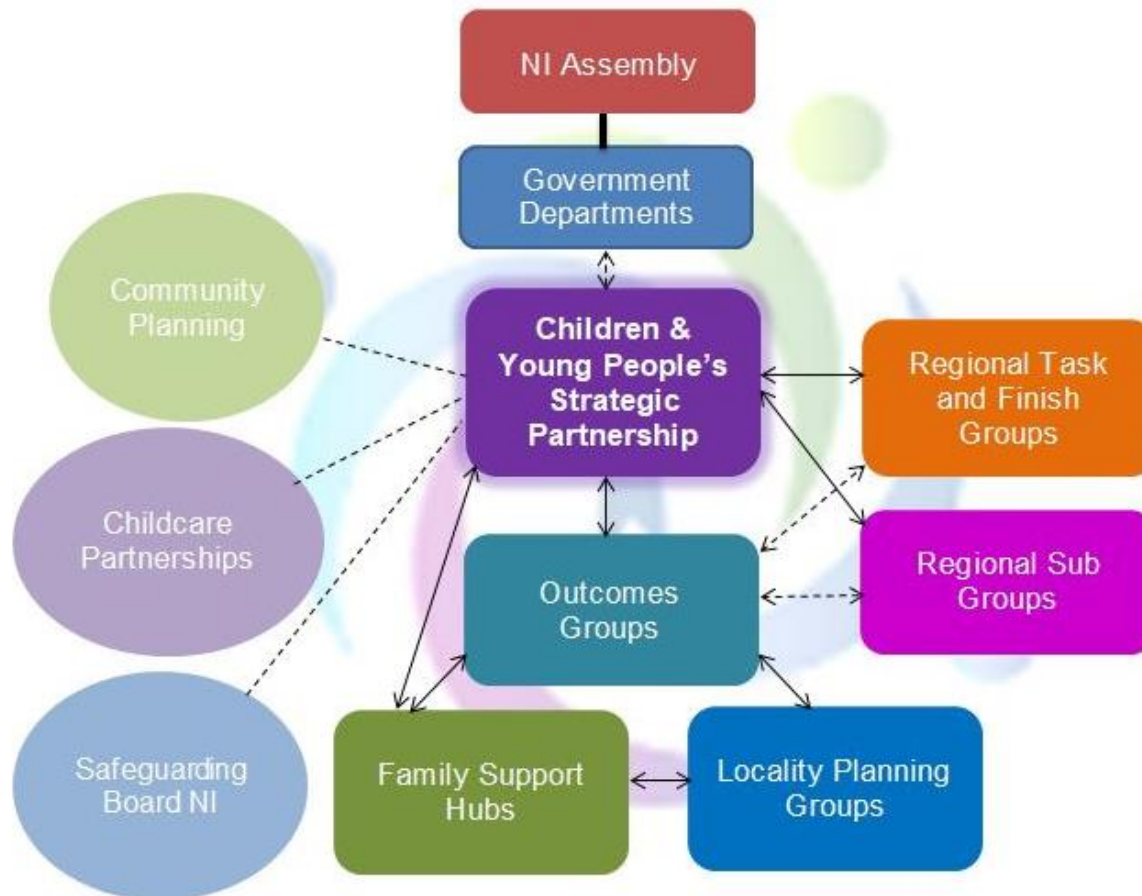 NI Assembly
Government
Departments
Community
Planning
Children &
Young People's
Strategic
Partnership
Regional Task
and Finish
Groups
Childcare
Partnerships
Outcomes
Groups
Regional Sub
Groups
Safeguarding
Board NI
Family Support
Hubs
Locality Planning
Groups